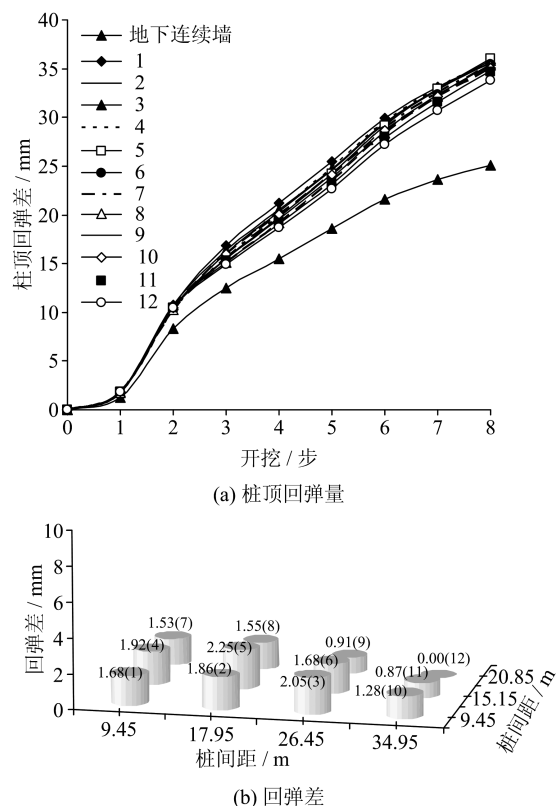 40
35
30
25
20
15
10
5
0
柱顶回弹差 / mm
地下连续墙
1
2
3
4
5
6
7
8
9
10
11
12
0 1 2 3 4 5 6 7 8
开挖 / 步
(a) 桩顶回弹量
10
8
6
4
2
0
回弹差 / mm
1.53(7) 1.55(8) 0.91(9) 0.00(12)
1.92(4) 2.25(5) 1.68(6) 0.87(11)
1.68(1) 1.86(2) 2.05(3) 1.28(10)
20.85
15.15
9.45
桩间距 / m
9.45 17.95 26.45 34.95
桩间距 / m
(b) 回弹差